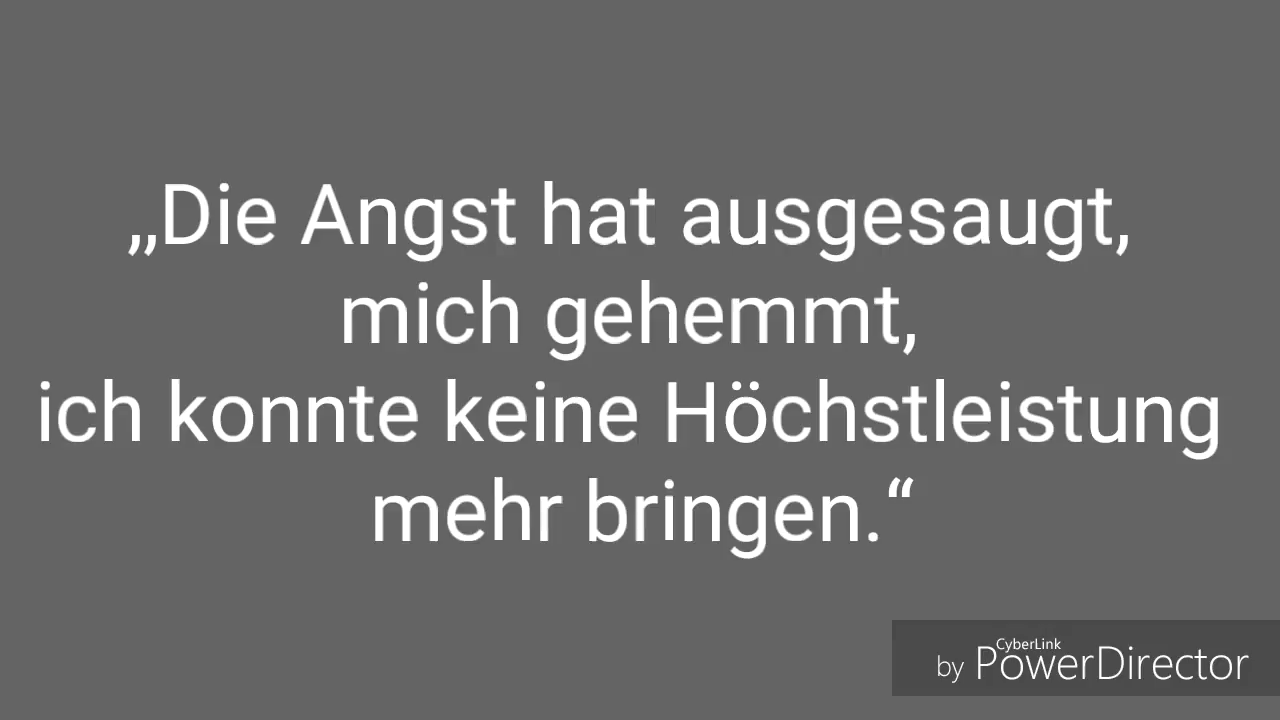 „Die Angst hat ausgesaugt,
mich gehemmt,
ich konnte keine Höchstleistung
mehr bringen.“
CyberLink
by PowerDirector